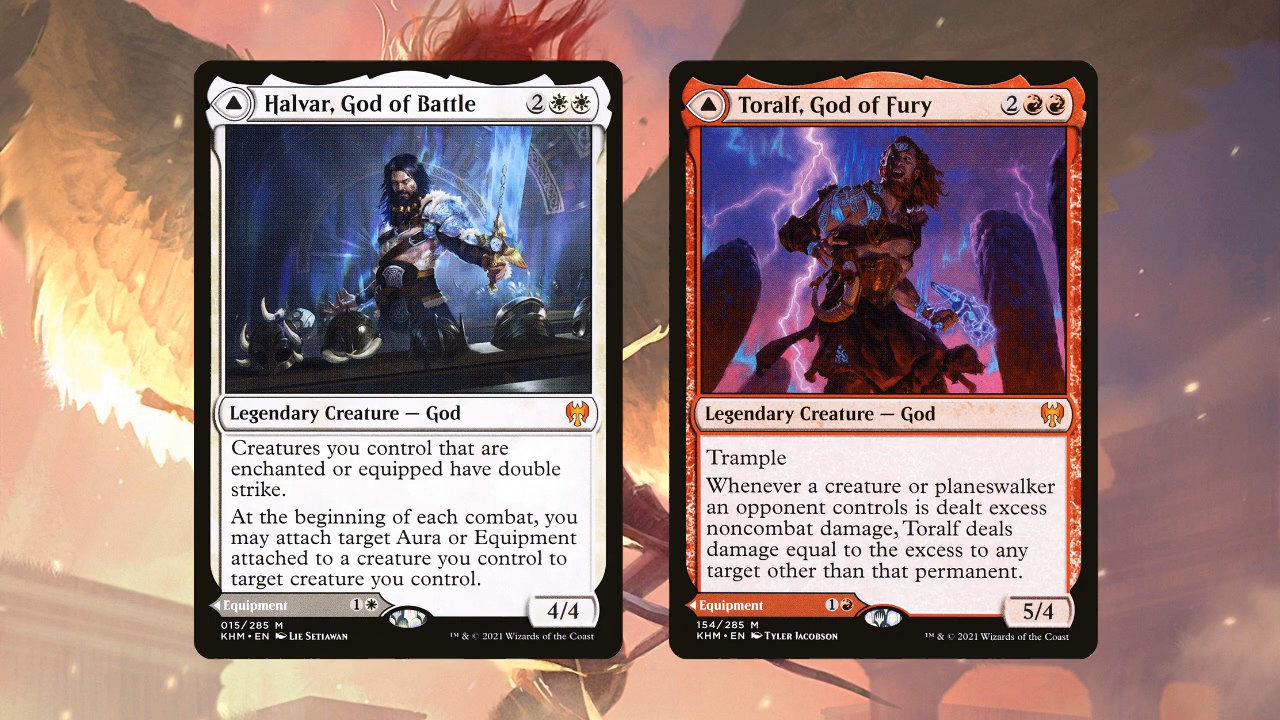 Halvar, God of Battle 2
Legendary Creature — God
Creatures you control that are
enchanted or equipped have double
strike.
At the beginning of each combat, you
may attach target Aura or Equipment
attached to a creature you control to
target creature you control.
Equipment 1
4/4
015/285 M
KHM • EN Lie Setiawan
™ & © 2021 Wizards of the Coast
Toralf, God of Fury 2
Legendary Creature — God
Trample
Whenever a creature or planeswalker
an opponent controls is dealt excess
noncombat damage, Toralf deals
damage equal to the excess to any
target other than that permanent.
Equipment 1
5/4
154/285 M
KHM • EN Tyler Jacobson
™ & © 2021 Wizards of the Coast